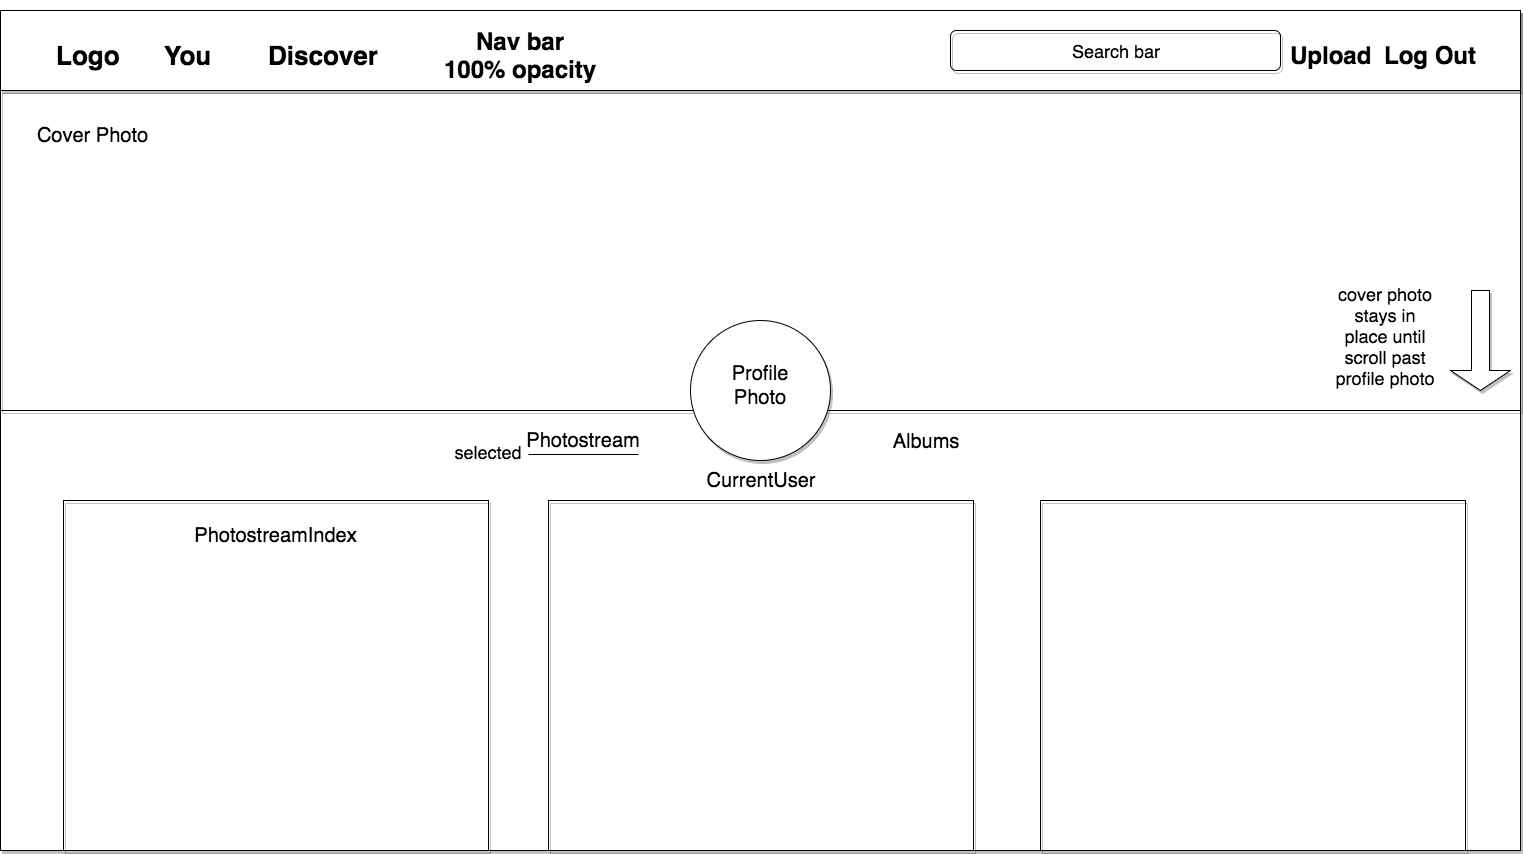 Logo
You
Discover
Nav bar
100% opacity
Search bar
Upload
Log Out
Cover Photo
cover photo
stays in
place until
scroll past
profile photo
Profile
Photo
selected
Photostream
Albums
CurrentUser
PhotostreamIndex